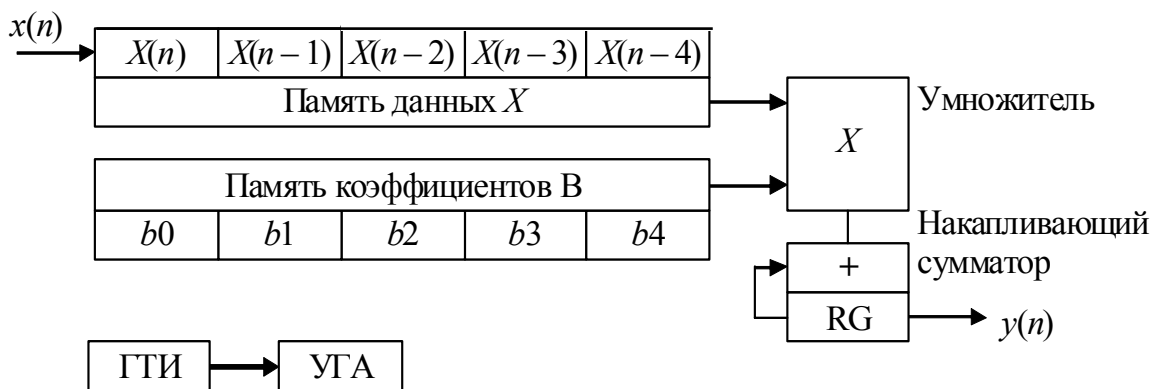 x(n)
X(n) X(n − 1) X(n − 2) X(n − 3) X(n − 4)
Память данных X
Умножитель
X
Память коэффициентов B
b0 b1 b2 b3 b4
Накапливающий
сумматор
+
RG
y(n)
ГТИ УГА